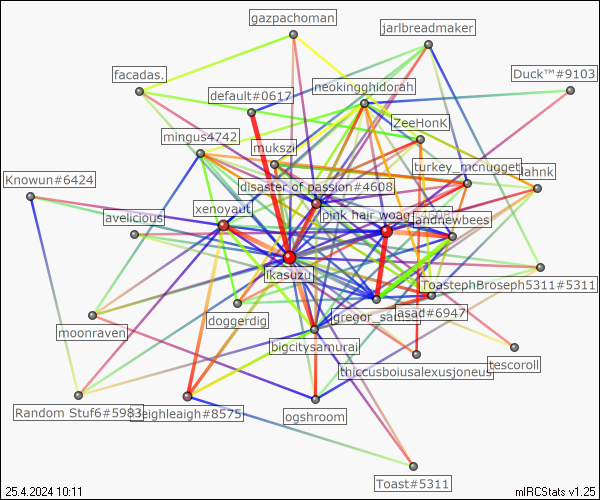 gazpachoman
jarlbreadmaker
facadas.
Duck™#9103
neokingghidorah
default#0617
ZeeHonK
mingus4742
mukszi
turkey_mcnugget
Knowun#6424
disaster of passion#4608
lahnk
xenoyaut
pink hair woag
andnewbees
avelicious
ikasuzu
ToastephBroseph5311#5311
doggerdig
gregor_sam
asad#6947
moonraven
bigcitysamurai
tescoroll
thiccusboiusalexusjoneus
Random Stuf6#5983
leighleigh#8575
ogshroom
Toast#5311
25.4.2024 10:11
mIRCStats v1.25